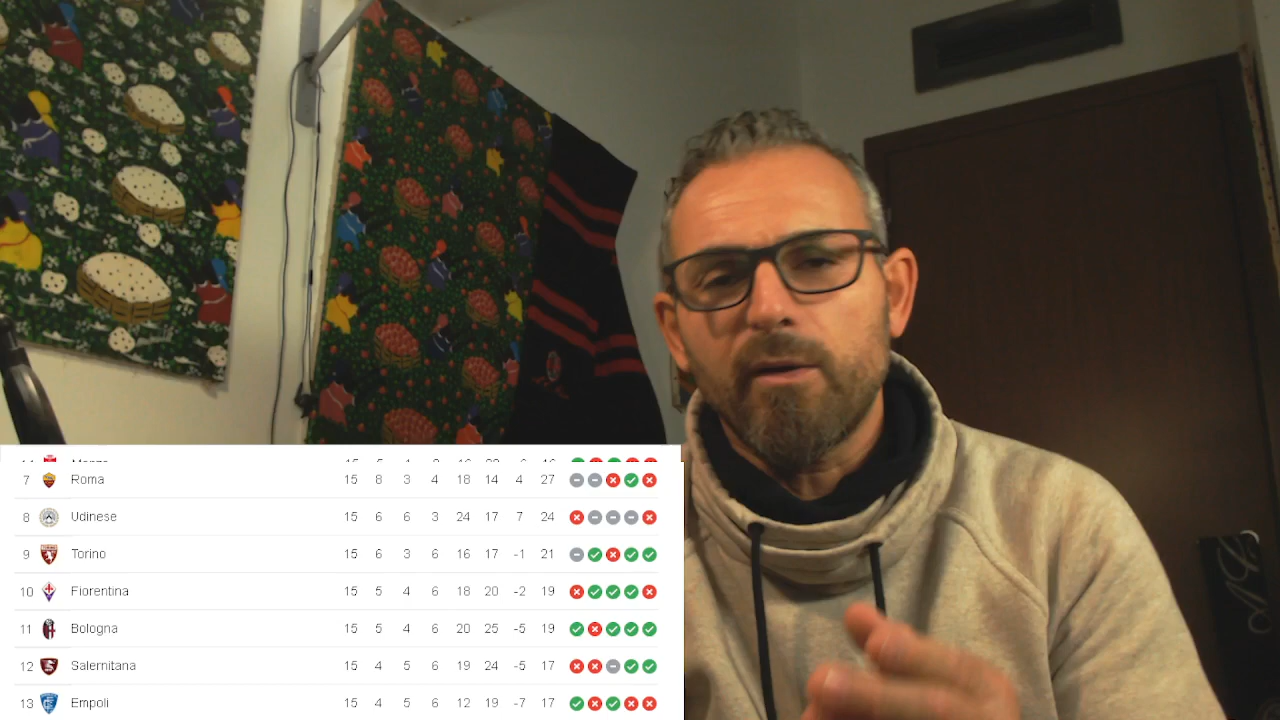 7 Roma 15 8 3 4 18 14 4 27
8 Udinese 15 6 6 3 24 17 7 24
9 Torino 15 6 3 6 16 17 -1 21
10 Fiorentina 15 5 4 6 18 20 -2 19
11 Bologna 15 5 4 6 20 25 -5 19
12 Salernitana 15 4 5 6 19 24 -5 17
13 Empoli 15 4 5 6 12 19 -7 17